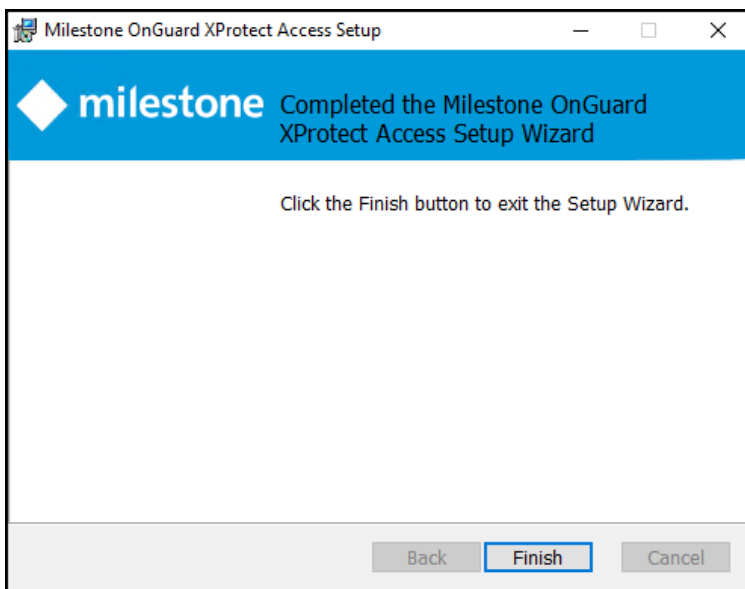 Milestone OnGuard XProtect Access Setup
milestone
Completed the Milestone OnGuard
XProtect Access Setup Wizard
Click the Finish button to exit the Setup Wizard.
Back
Finish
Cancel